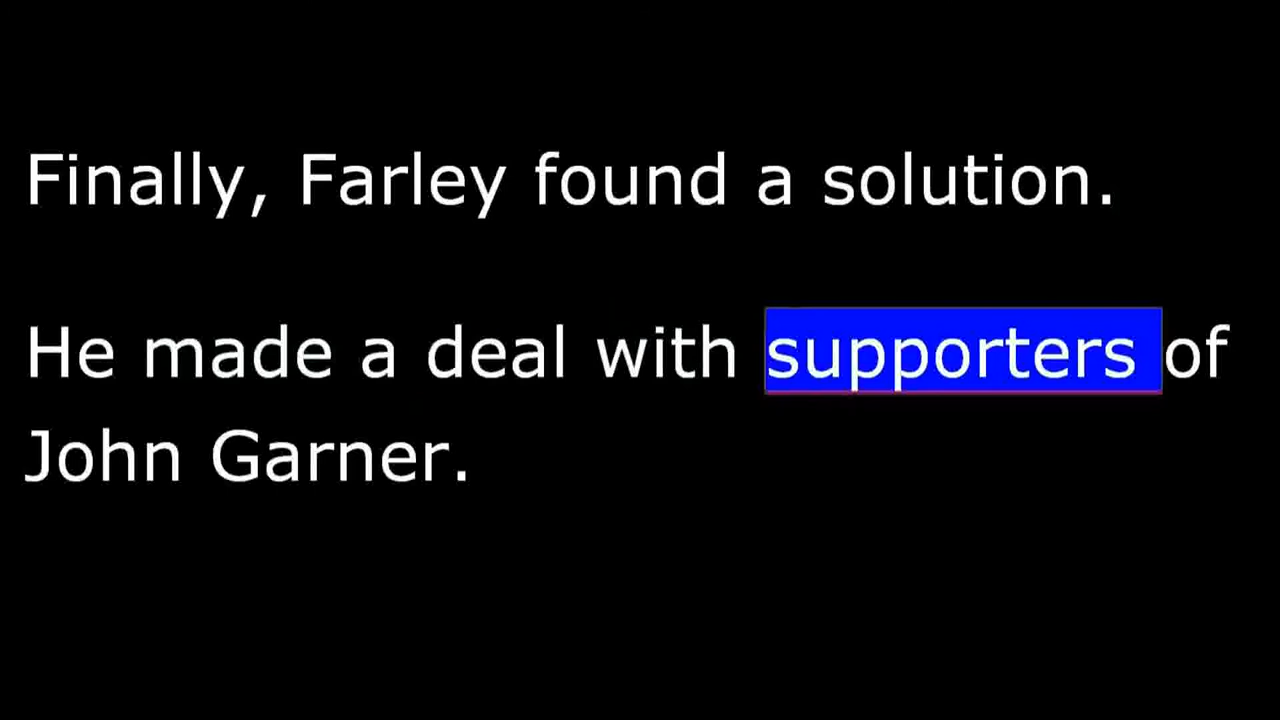 Finally, Farley found a solution.
He made a deal with supporters of
John Garner.